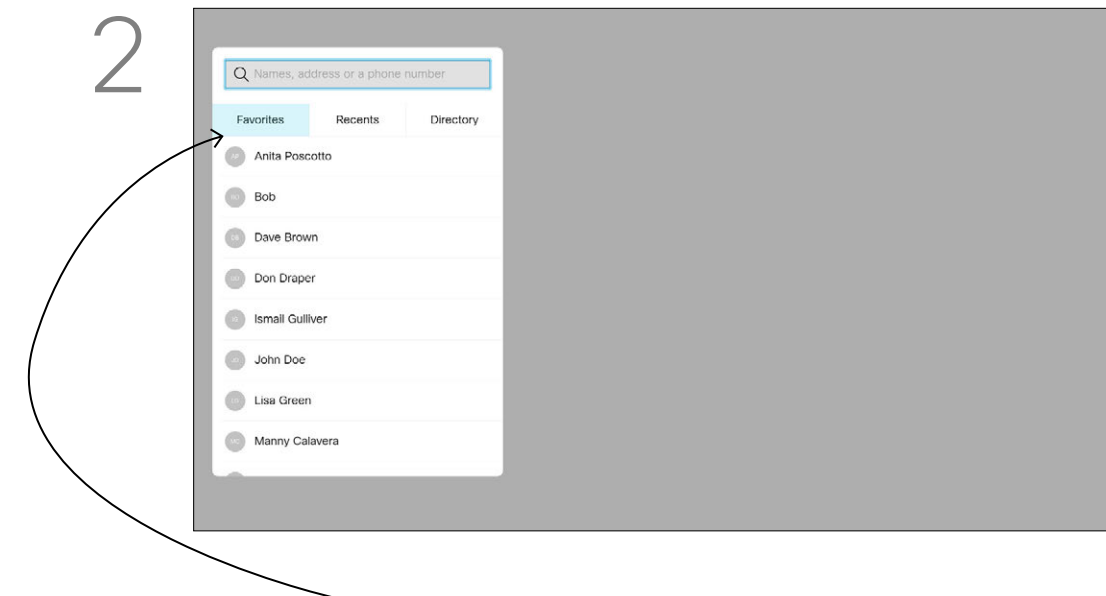 2
Names, address or a phone number
Favorites Recents Directory
Anita Poscotto
Bob
Dave Brown
Don Draper
Ismail Gulliver
John Doe
Lisa Green
Manny Calavera